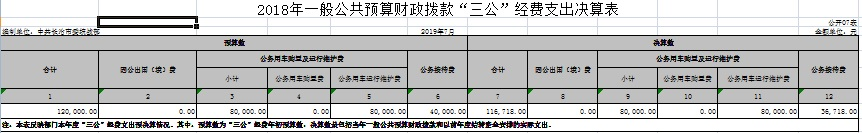 2018年一般公共预算财政拨款“三公”经费支出决算表
公开07表
编制单位：中共长治市委统战部 2019年7月 金额单位：元
预算数 决算数
合计 因公出国（境）费 公务用车购置及运行维护费 公务接待费 合计 因公出国（境）费 公务用车购置及运行维护费 公务接待费
小计 公务用车购置费 公务用车运行维护费 小计 公务用车购置费 公务用车运行维护费
1 2 3 4 5 6 7 8 9 10 11 12
120,000.00 0.00 80,000.00 0.00 80,000.00 40,000.00 116,718.00 0.00 80,000.00 0.00 80,000.00 36,718.00
注：本表反映部门本年度“三公”经费支出预决算情况。其中，预算数为“三公”经费年初预算数，决算数是包括当年一般公共预算财政拨款和以前年度结转资金安排的实际支出。